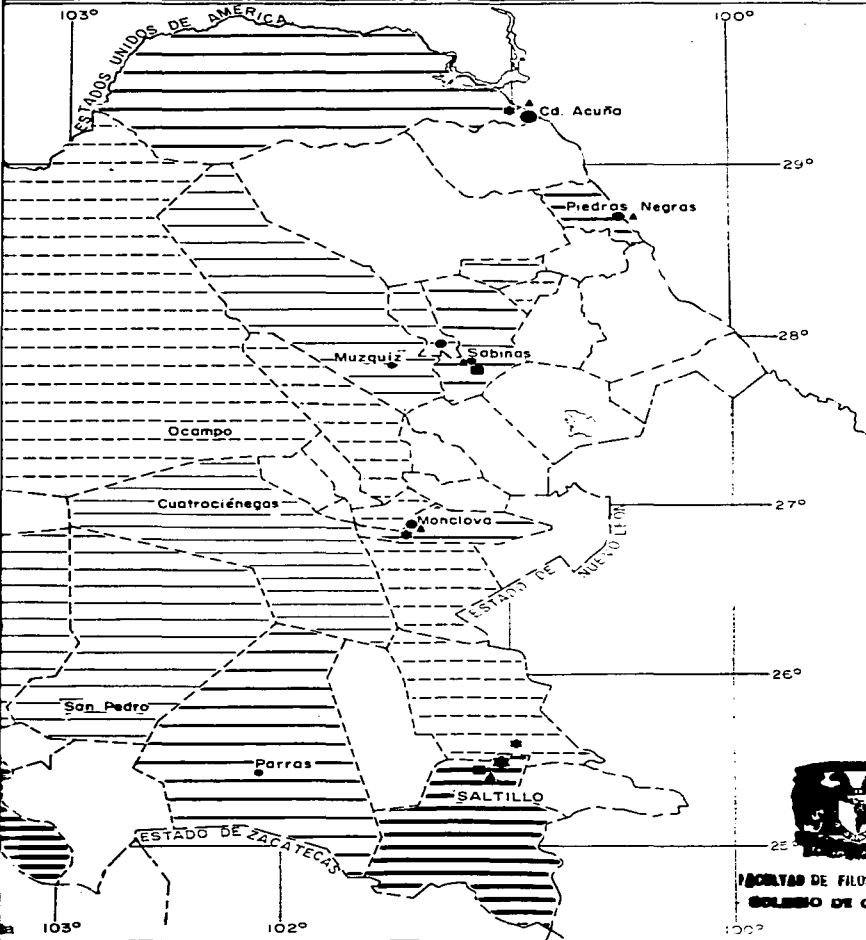 103°
100°
ESTADOS UNIDOS DE AMÉRICA
Cd. Acuña
29°
Piedras Negras
28°
Muzquiz
Sabinas
Ocampo
Cuatrociénegas
27°
Monclova
ESTADO DE NUEVO LEON
26°
San Pedro
Parras
SALTILLO
ESTADO DE ZACATECAS
25°
FACULTAD DE FILO
COLEGIO DE
103°
102°